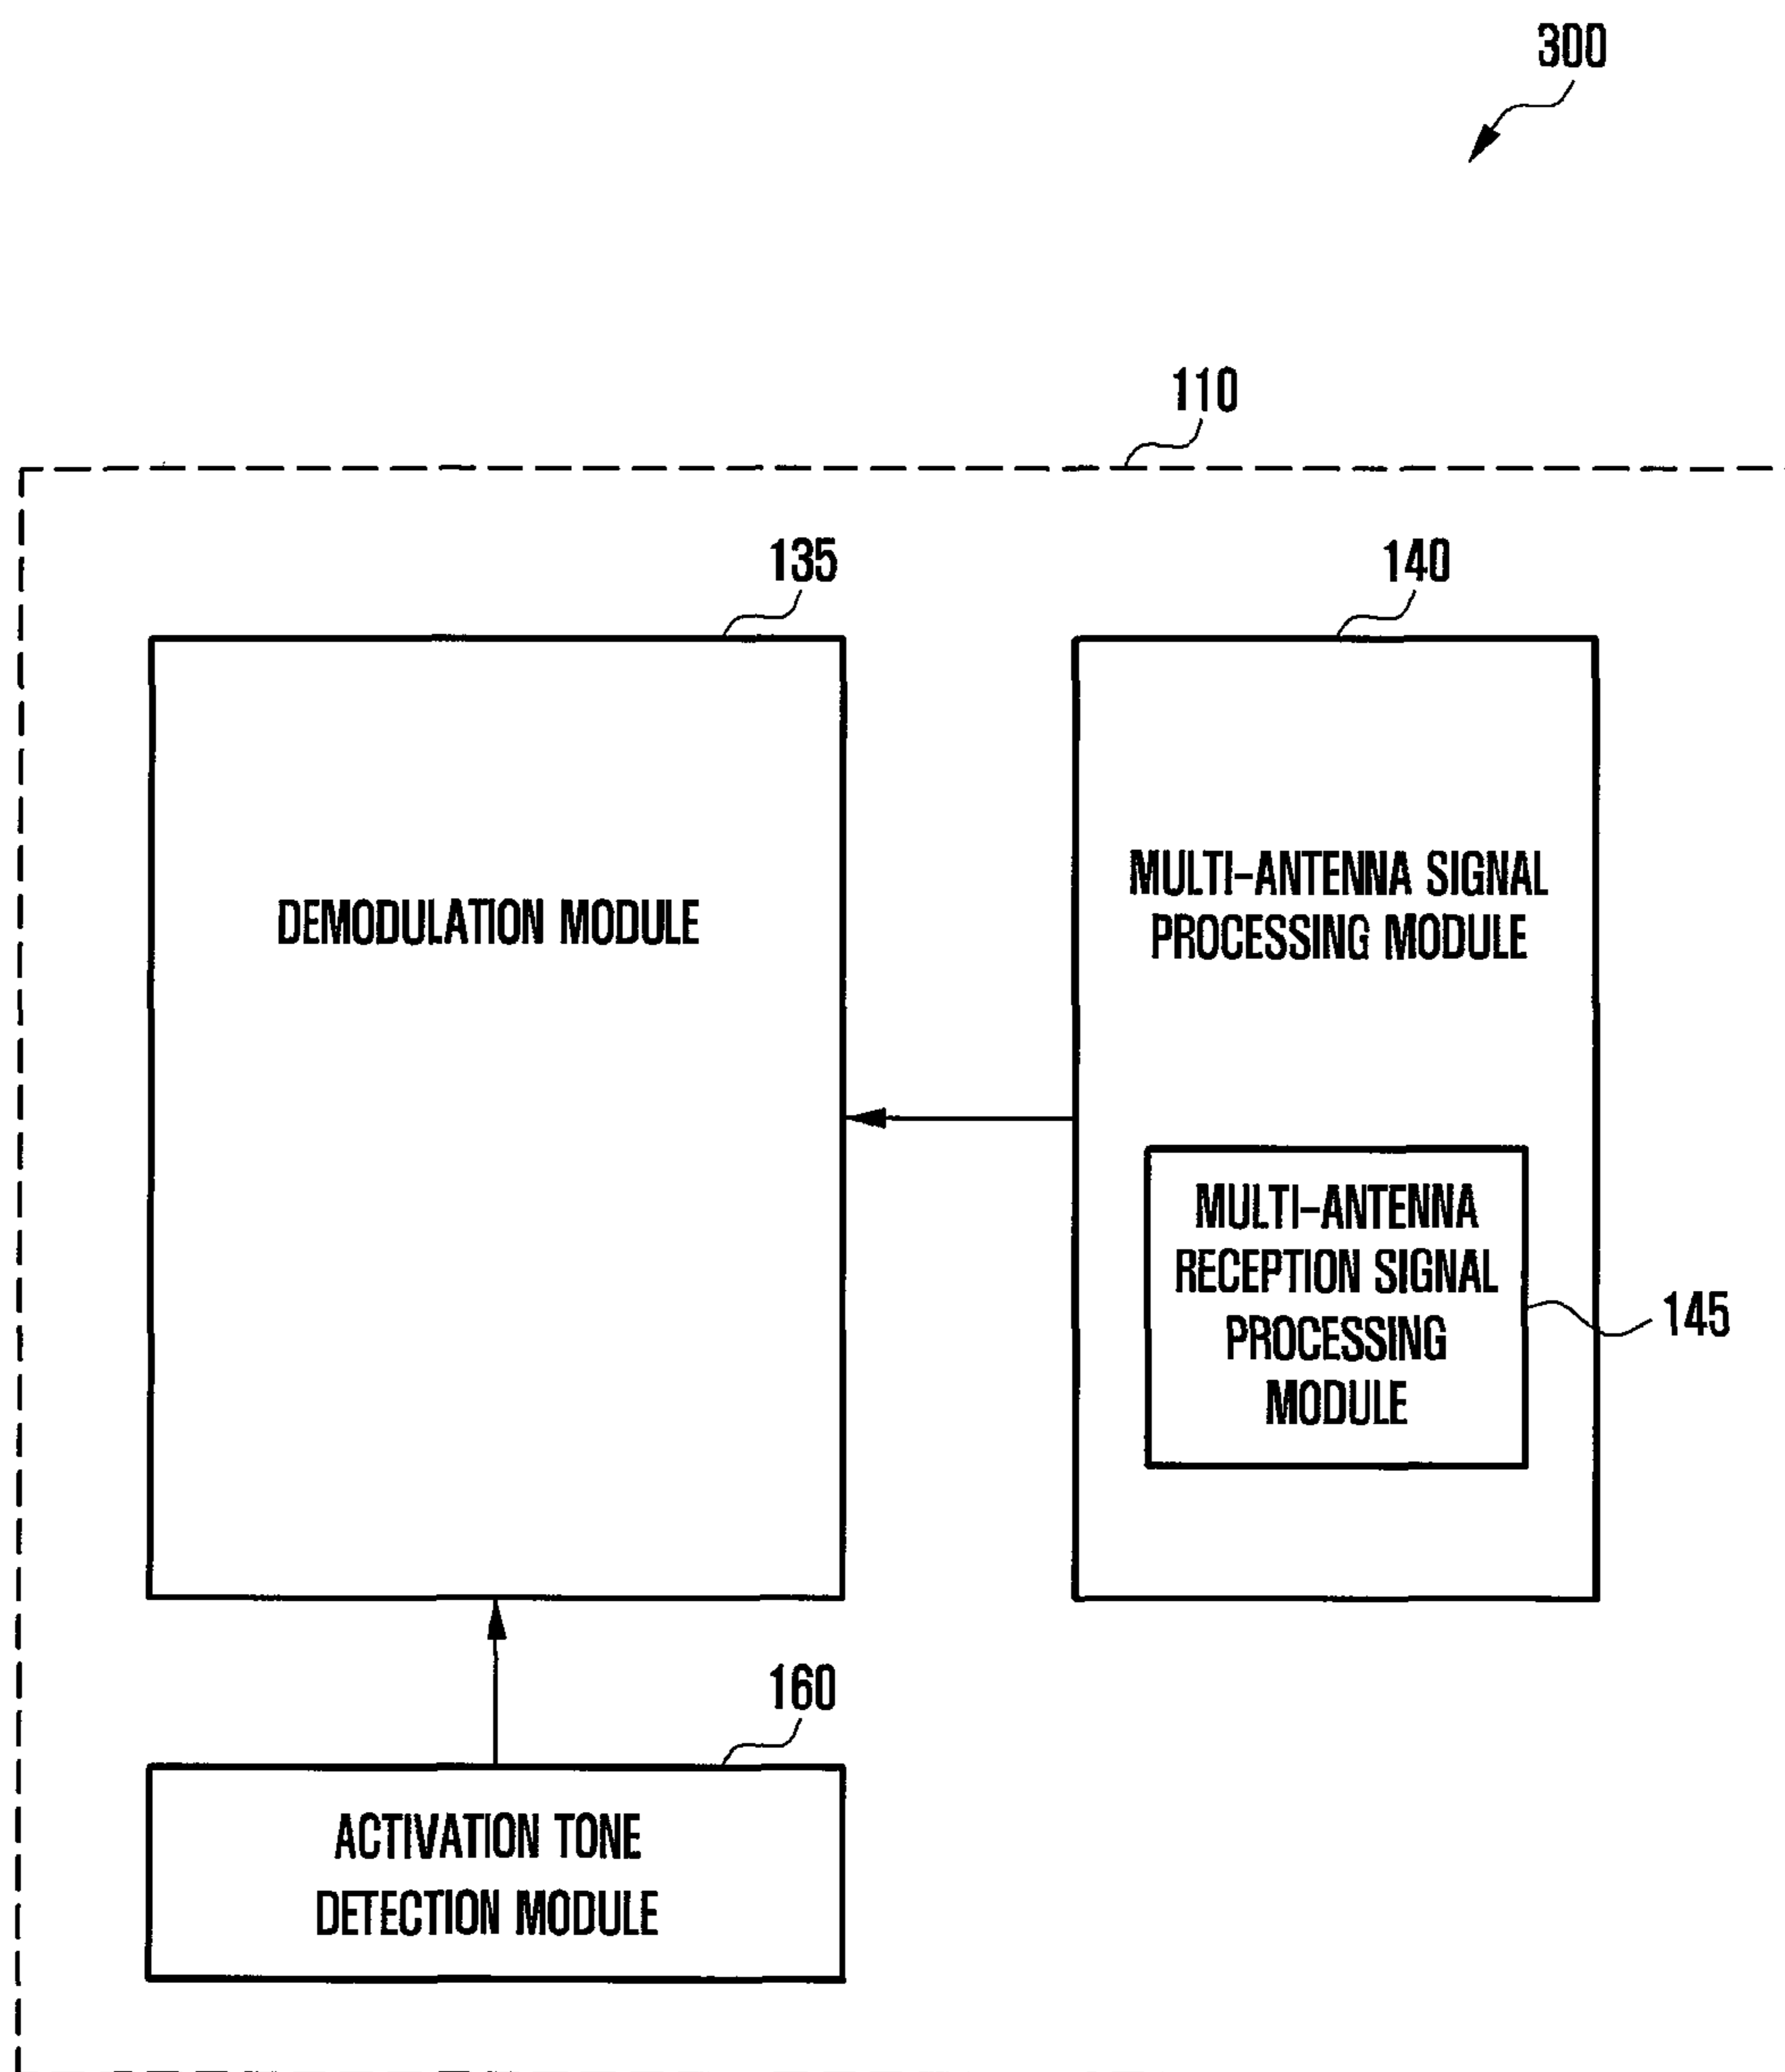 300
110
135
140
DEMODULATION MODULE
MULTI-ANTENNA SIGNAL
PROCESSING MODULE
MULTI-ANTENNA
RECEPTION SIGNAL
PROCESSING
MODULE
145
160
ACTIVATION TONE
DETECTION MODULE